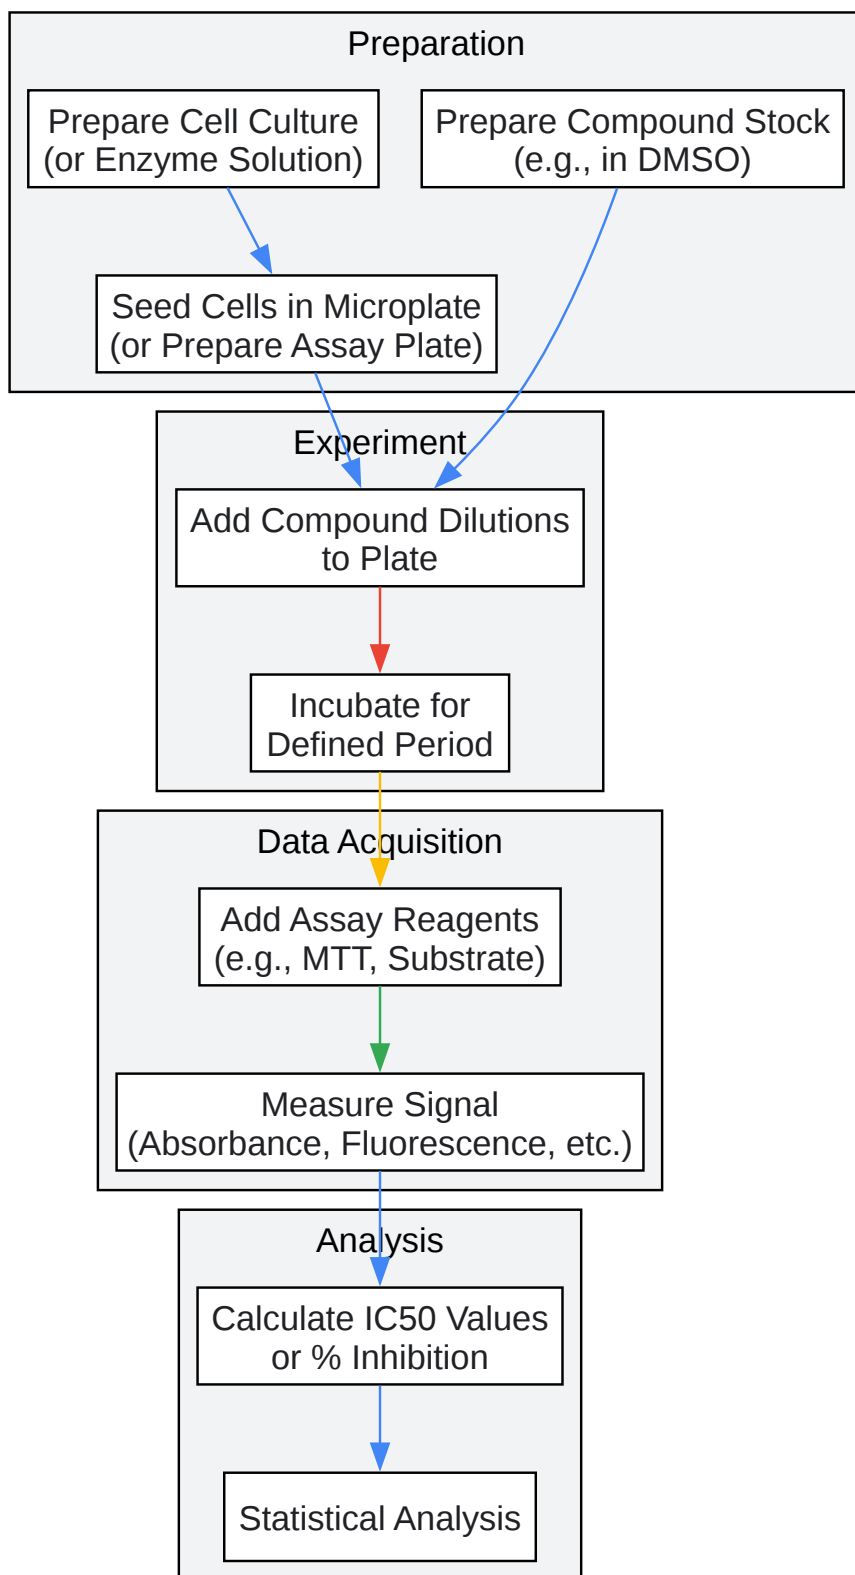 Preparation
Prepare Cell Culture
(or Enzyme Solution)
Prepare Compound Stock
(e.g., in DMSO)
Seed Cells in Microplate
(or Prepare Assay Plate)
Experiment
Add Compound Dilutions
to Plate
Incubate for
Defined Period
Data Acquisition
Add Assay Reagents
(e.g., MTT, Substrate)
Measure Signal
(Absorbance, Fluorescence, etc.)
Analysis
Calculate IC50 Values
or % Inhibition
Statistical Analysis